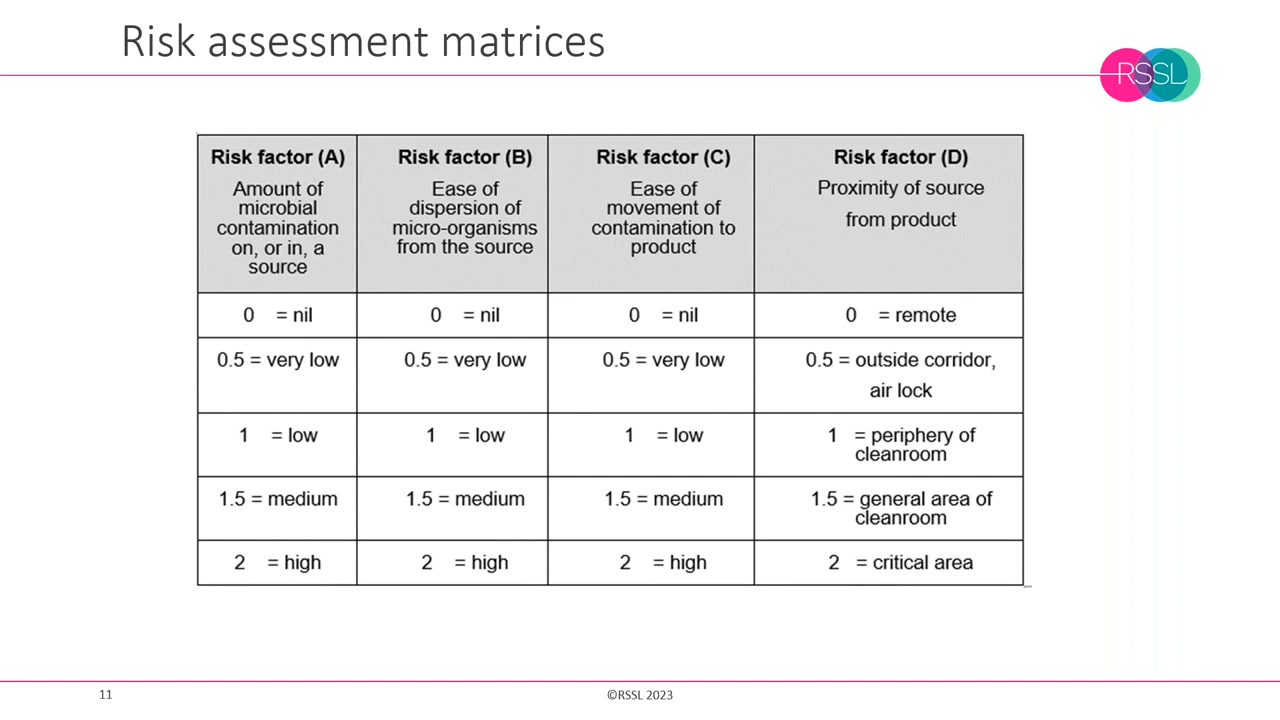 Risk assessment matrices
RSSL
Risk factor (A)
Amount of
microbial
contamination
on, or in, a
source
Risk factor (B)
Ease of
dispersion of
micro-organisms
from the source
Risk factor (C)
Ease of
movement of
contamination to
product
Risk factor (D)
Proximity of source
from product
0 = nil
0 = nil
0 = nil
0 = remote
0.5 = very low
0.5 = very low
0.5 = very low
0.5 = outside corridor,
air lock
1 = low
1 = low
1 = low
1 = periphery of
cleanroom
1.5 = medium
1.5 = medium
1.5 = medium
1.5 = general area of
cleanroom
2 = high
2 = high
2 = high
2 = critical area
11
©RSSL 2023